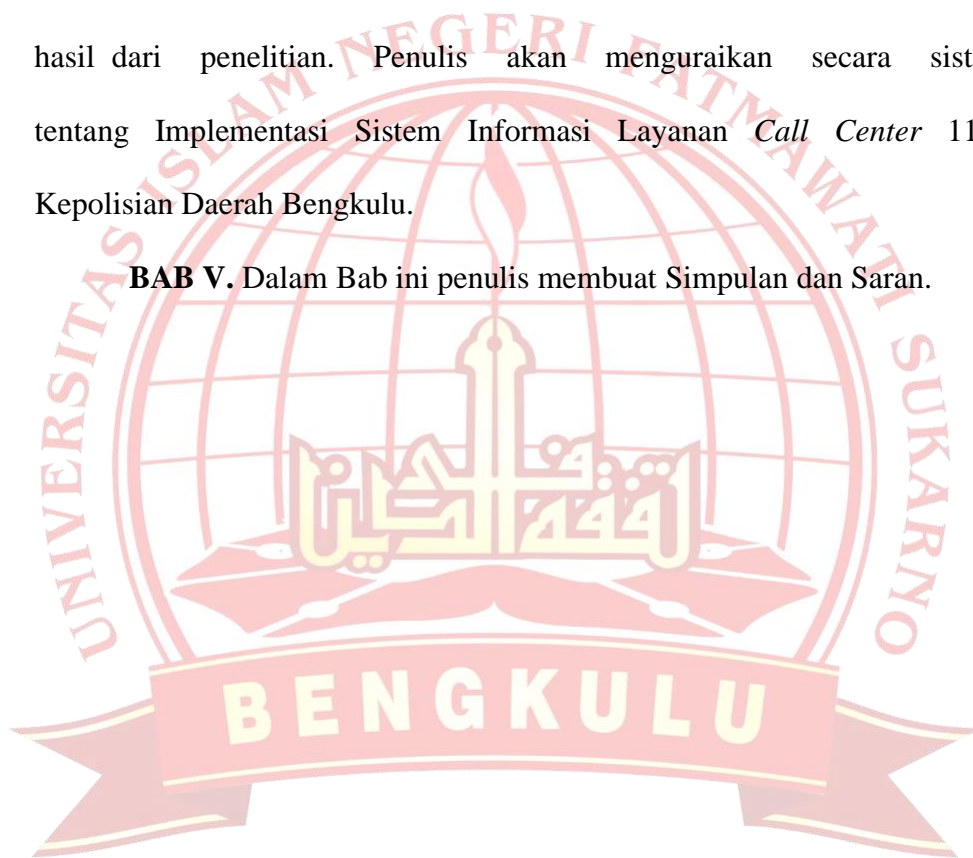 hasil dari penelitian. Penulis akan menguraikan secara sist
tentang Implementasi Sistem Informasi Layanan Call Center 11
Kepolisian Daerah Bengkulu.
BAB V. Dalam Bab ini penulis membuat Simpulan dan Saran.
UNIVERSITAS ISLAM NEGERI FATMAWATI SUKARNO
BENGKULU